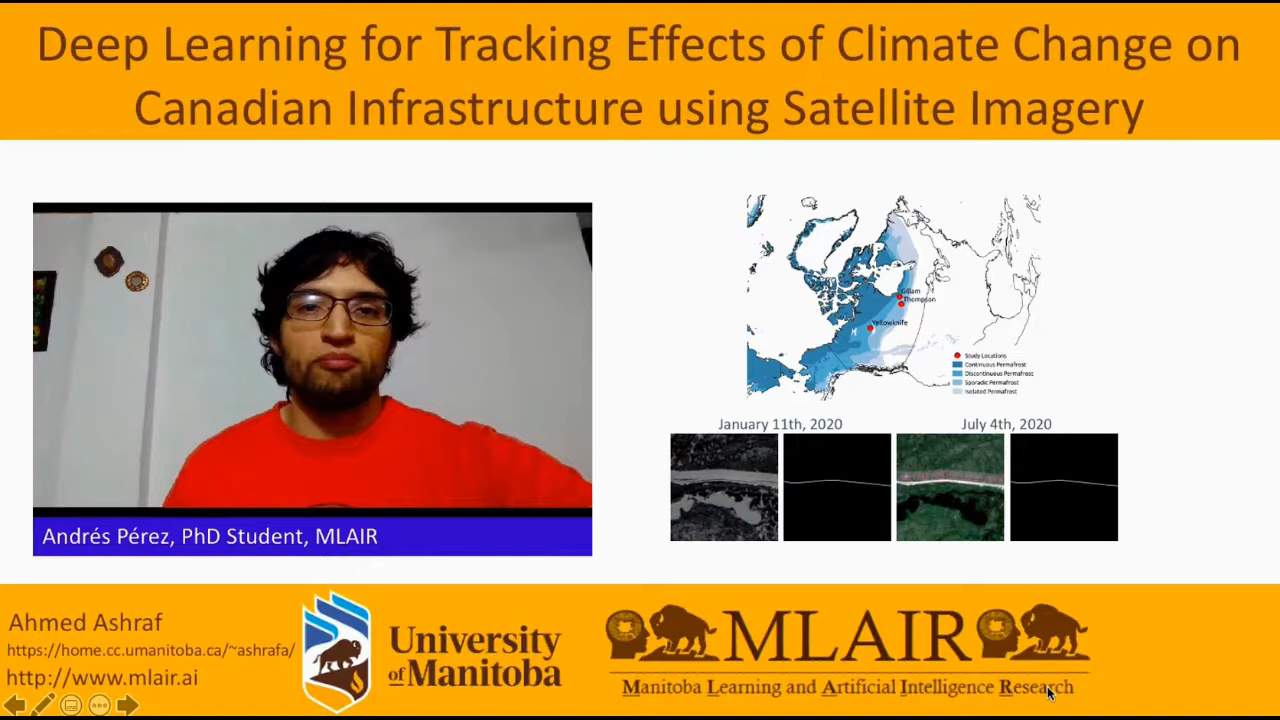 Deep Learning for Tracking Effects of Climate Change on
Canadian Infrastructure using Satellite Imagery
Gillam
Thompson
Yellowknife
Study Locations
Continuous Permafrost
Discontinuous Permafrost
Sporadic Permafrost
Isolated Permafrost
January 11th, 2020
July 4th, 2020
Andrés Pérez, PhD Student, MLAIR
Ahmed Ashraf
https://home.cc.umanitoba.ca/~ashrafa/
http://www.mlair.ai
University
of Manitoba
MLAIR
Manitoba Learning and Artificial Intelligence Research